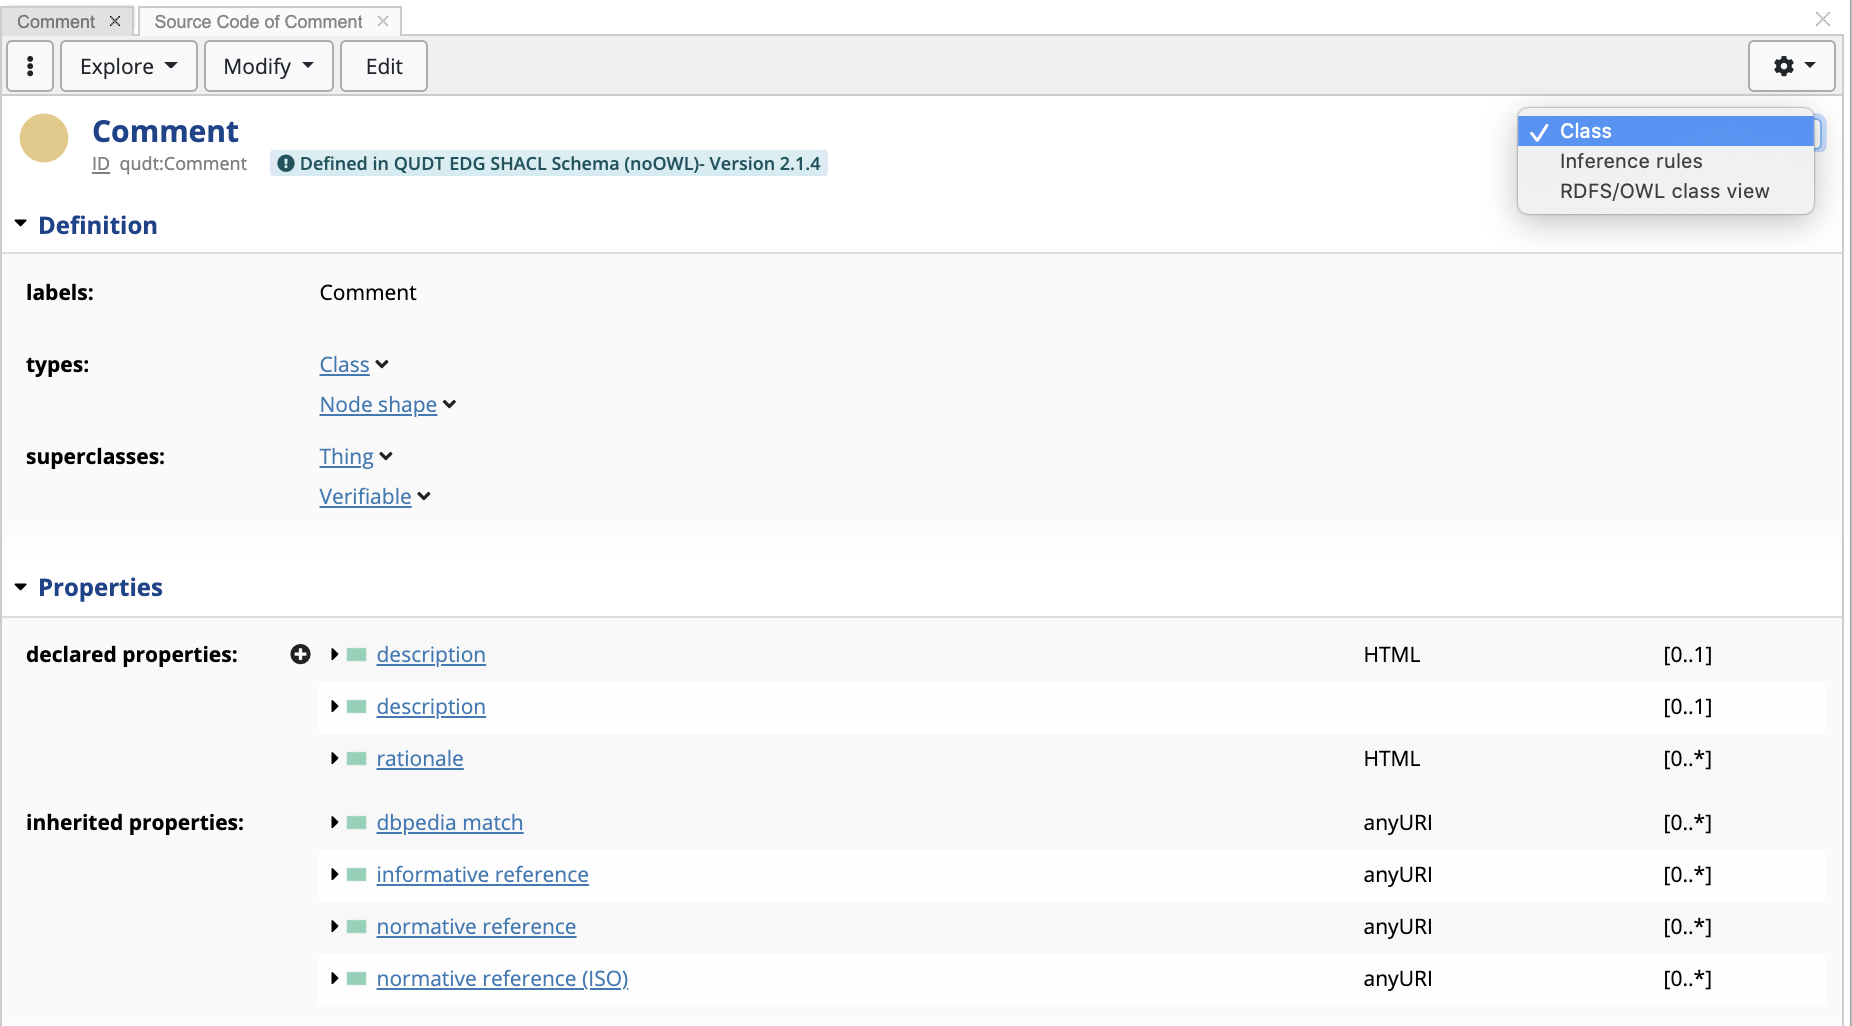 Comment
Source Code of Comment
Explore
Modify
Edit
Comment
ID qudt:Comment
Defined in QUDT EDG SHACL Schema (noOWL)- Version 2.1.4
Class
Inference rules
RDFS/OWL class view
Definition
labels: Comment
types: Class
Node shape
superclasses: Thing
Verifiable
Properties
declared properties: description HTML [0..1]
description [0..1]
rationale HTML [0..*]
inherited properties: dbpedia match anyURI [0..*]
informative reference anyURI [0..*]
normative reference anyURI [0..*]
normative reference (ISO) anyURI [0..*]